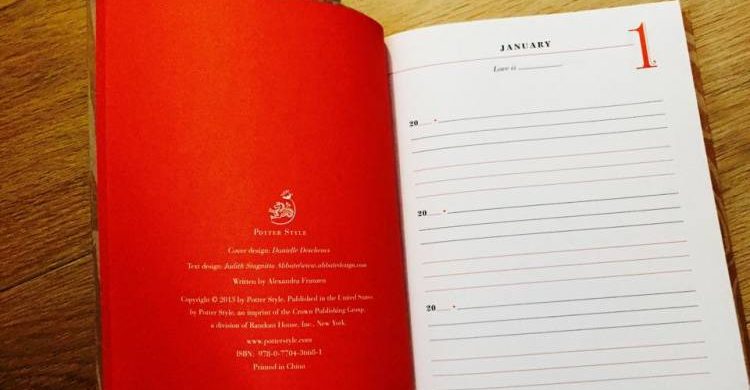 POTTER STYLE
Cover design: Danielle Deschenes
Text design: Judith Stagnitto Abbate/www.abbatedesign.com
Written by Alexandra Franzen
Copyright © 2013 by Potter Style. Published in the United States
by Potter Style, an imprint of the Crown Publishing Group,
a division of Random House, Inc., New York.
www.potterstyle.com
ISBN: 978-0-7704-3668-1
Printed in China
JANUARY
1.
Love is
20
20
20